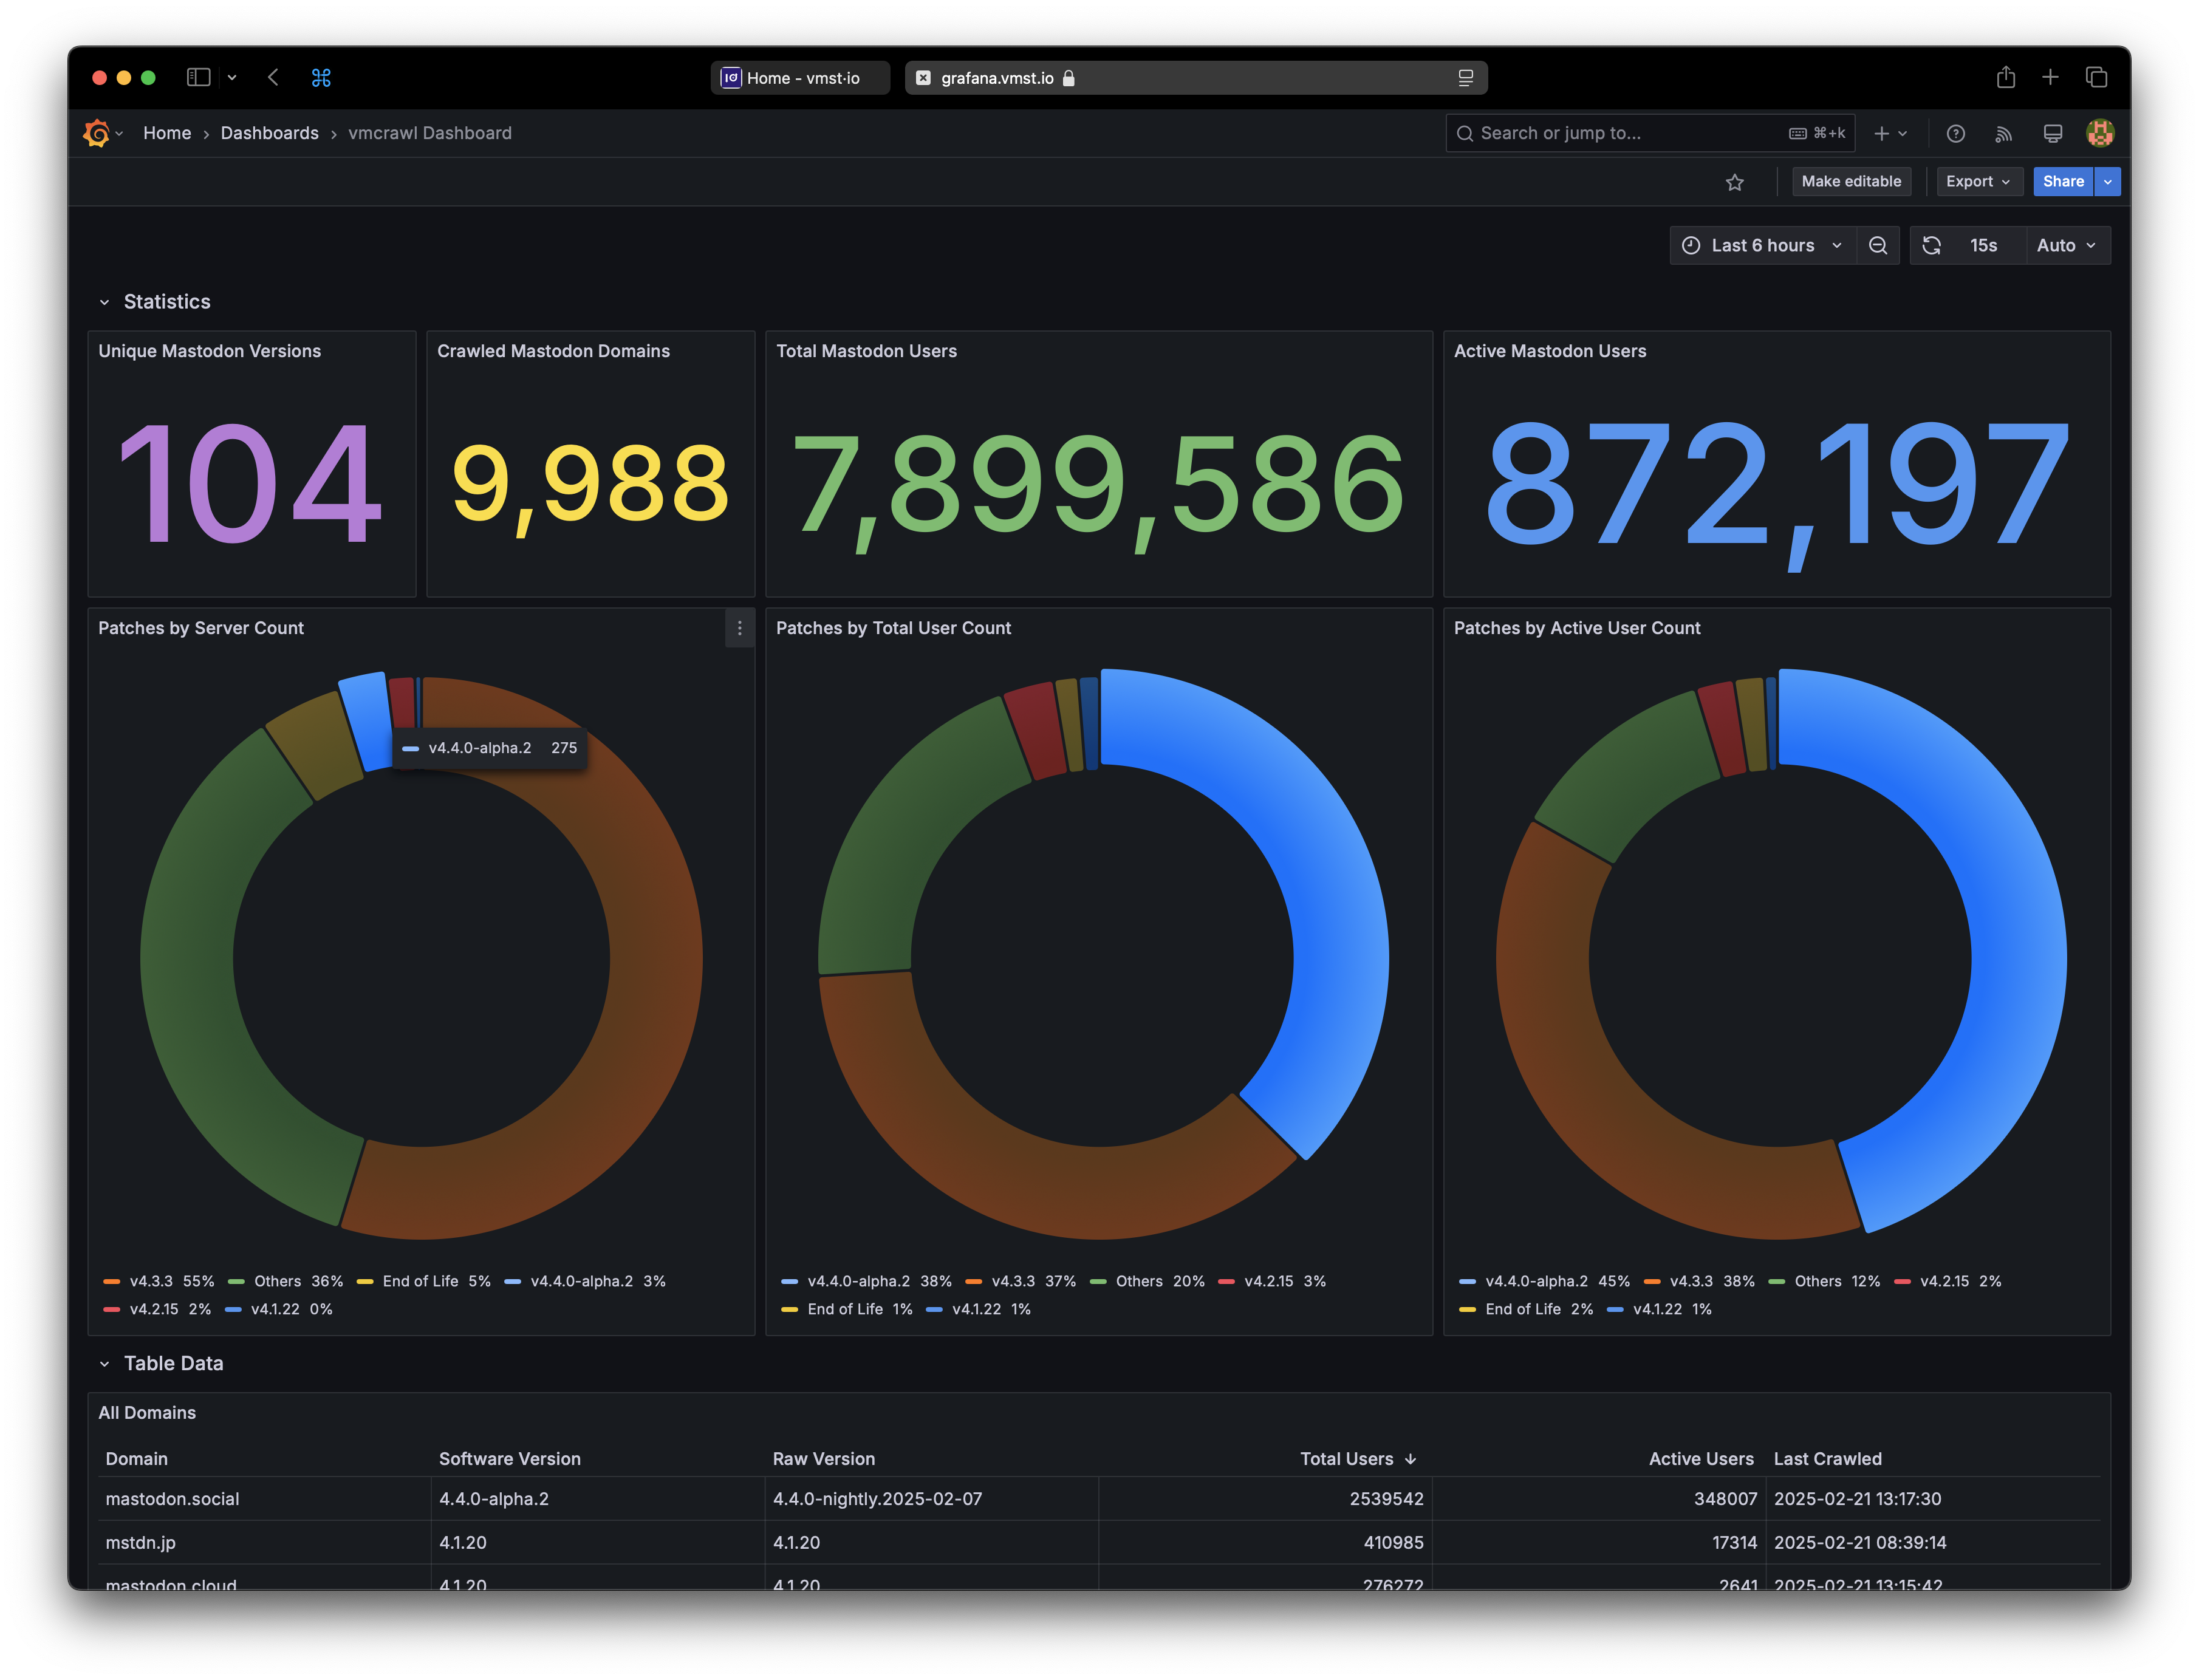 Home - vmst·io
grafana.vmst.io
Home › Dashboards › vmcrawl Dashboard
Search or jump to... ⌘+k
Make editable Export Share
Last 6 hours 15s Auto
Statistics
Unique Mastodon Versions
104
Crawled Mastodon Domains
9,988
Total Mastodon Users
7,899,586
Active Mastodon Users
872,197
Patches by Server Count
v4.4.0-alpha.2 275
v4.3.3 55% Others 36% End of Life 5% v4.4.0-alpha.2 3%
v4.2.15 2% v4.1.22 0%
Patches by Total User Count
v4.4.0-alpha.2 38% v4.3.3 37% Others 20% v4.2.15 3%
End of Life 1% v4.1.22 1%
Patches by Active User Count
v4.4.0-alpha.2 45% v4.3.3 38% Others 12% v4.2.15 2%
End of Life 2% v4.1.22 1%
Table Data
All Domains
Domain Software Version Raw Version Total Users Active Users Last Crawled
mastodon.social 4.4.0-alpha.2 4.4.0-nightly.2025-02-07 2539542 348007 2025-02-21 13:17:30
mstdn.jp 4.1.20 4.1.20 410985 17314 2025-02-21 08:39:14
mastodon.cloud 4.1.20 4.1.20 276272 2641 2025-02-21 13:15:42